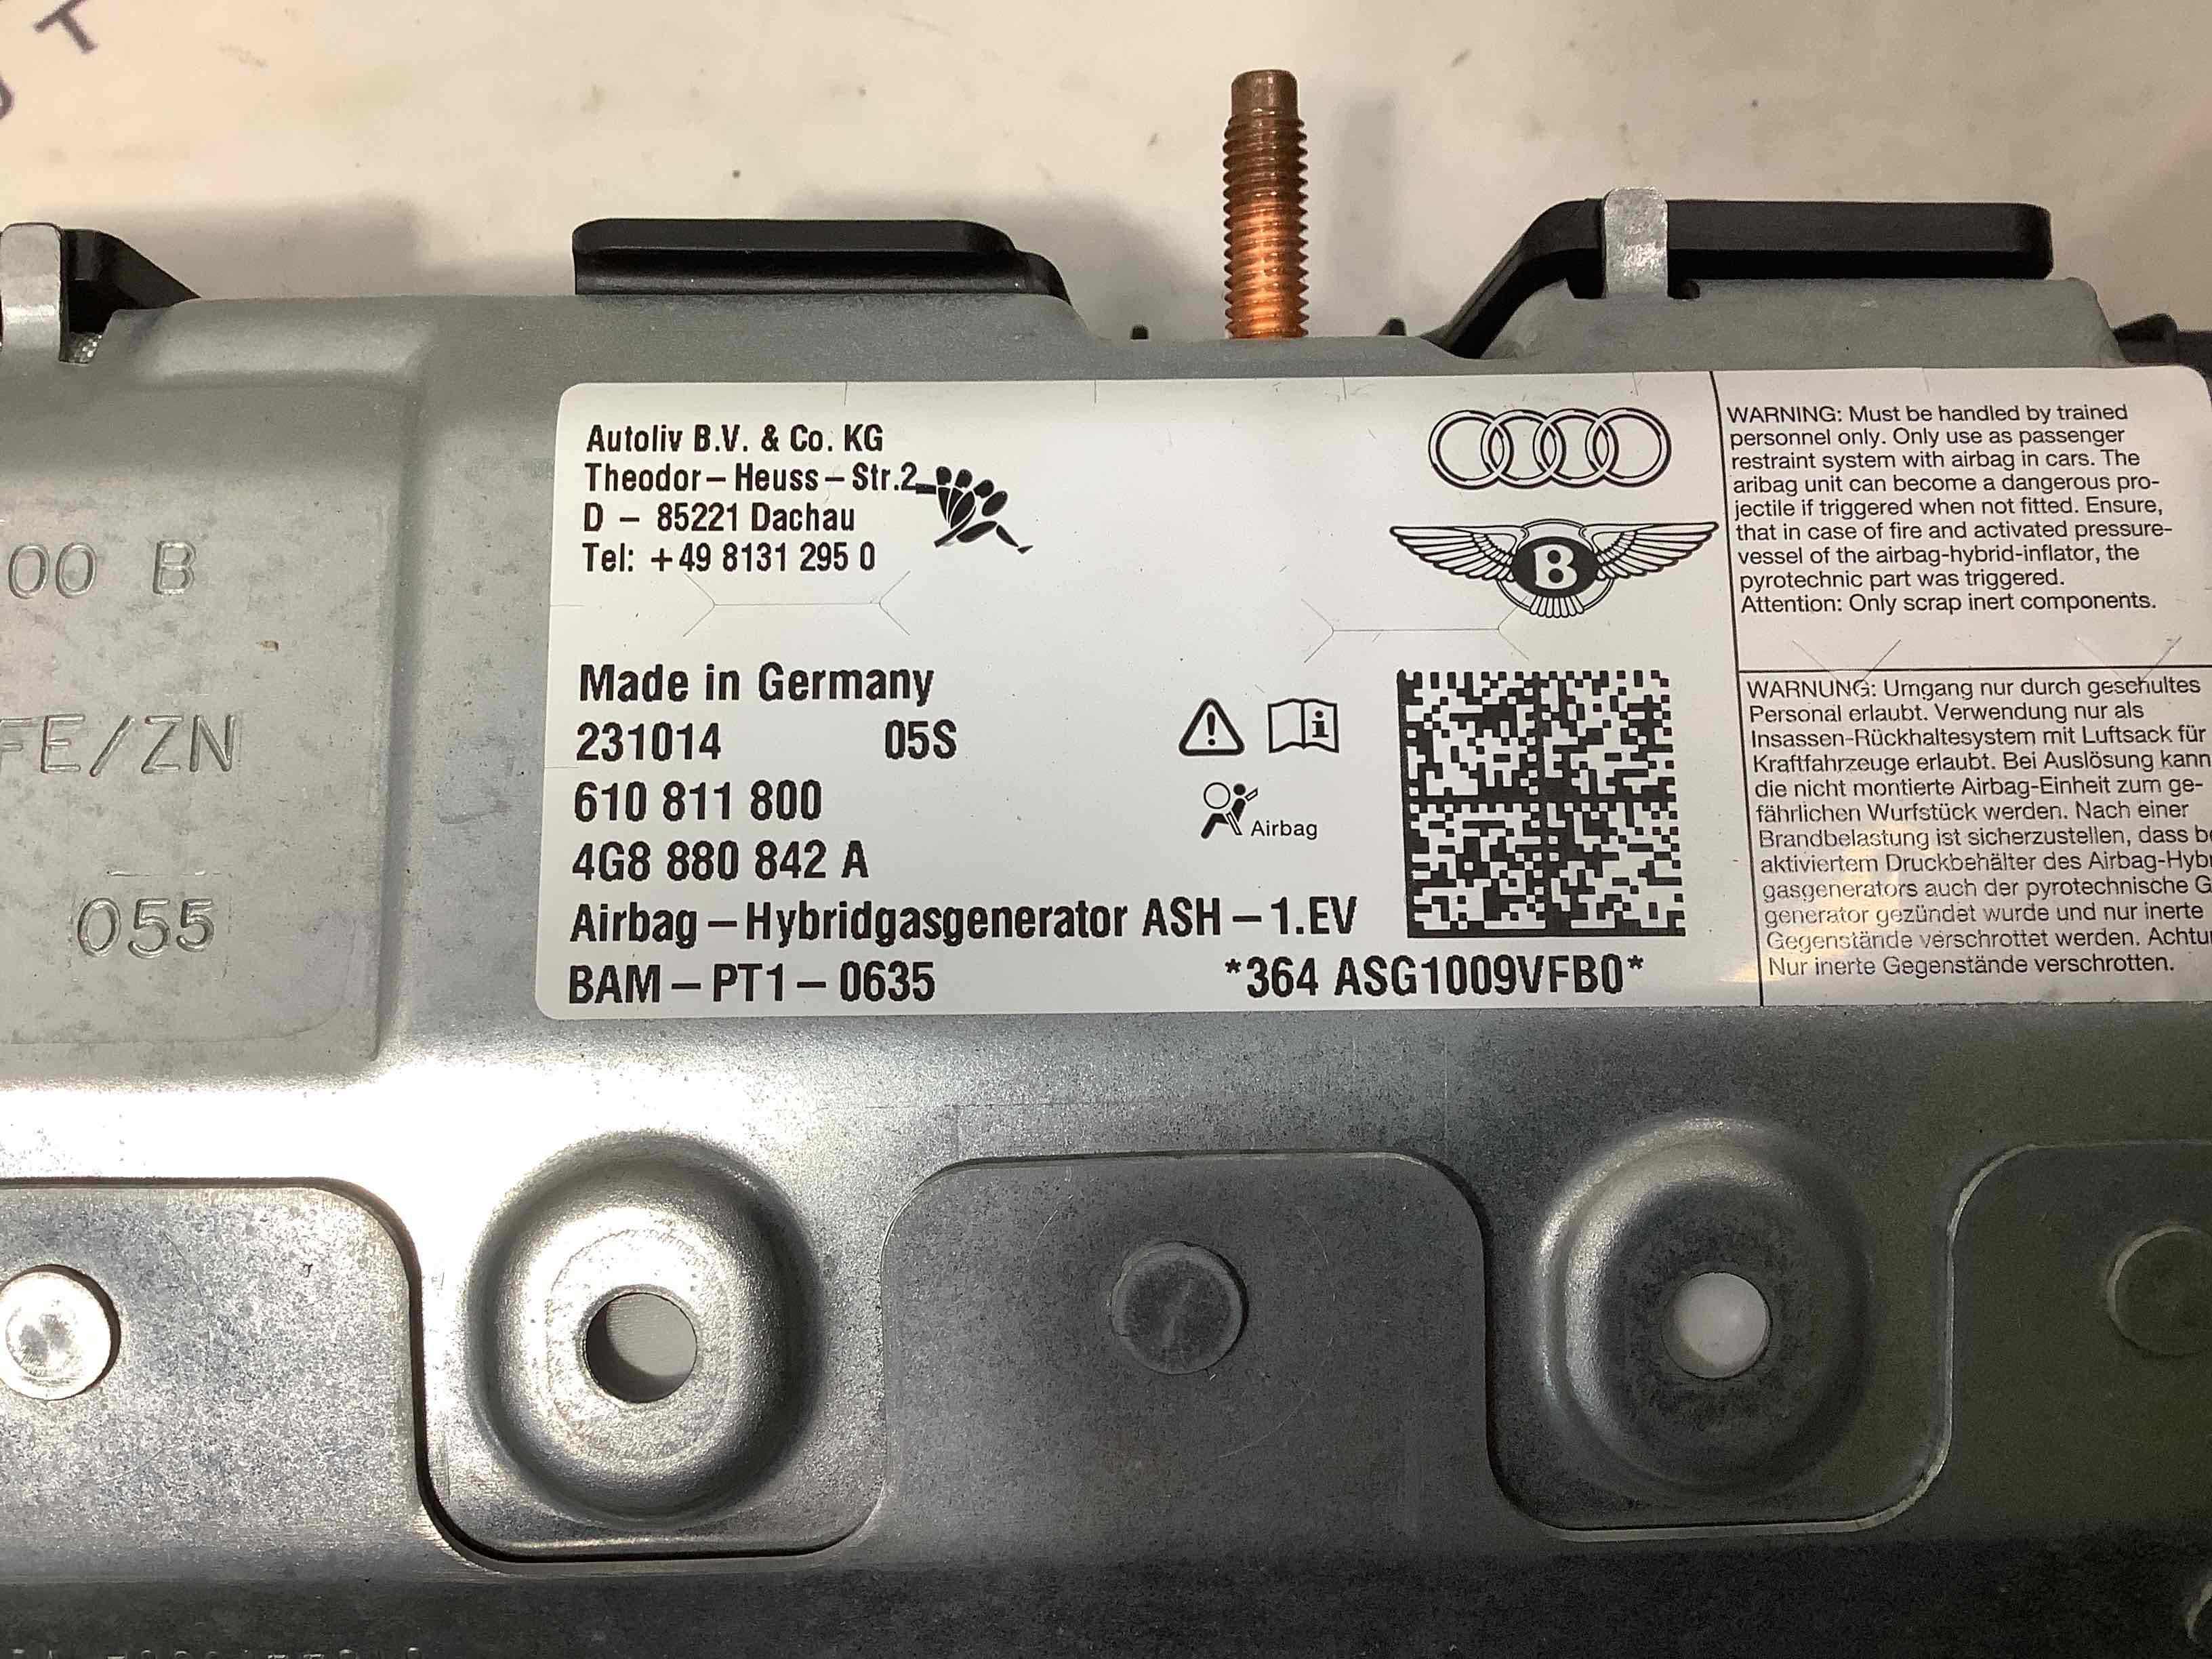 U T
00 B
FE/ZN
055
Autoliv B.V. & Co. KG
Theodor – Heuss – Str.2
D – 85221 Dachau
Tel: +49 8131 295 0
B
Made in Germany
231014 05S
610 811 800
4G8 880 842 A
Airbag – Hybridgasgenerator ASH – 1.EV
BAM – PT1 – 0635 *364 ASG1009VFB0*
Airbag
WARNING: Must be handled by trained
personnel only. Only use as passenger
restraint system with airbag in cars. The
aribag unit can become a dangerous pro-
jectile if triggered when not fitted. Ensure,
that in case of fire and activated pressure-
vessel of the airbag-hybrid-inflator, the
pyrotechnic part was triggered.
Attention: Only scrap inert components.
WARNUNG: Umgang nur durch geschultes
Personal erlaubt. Verwendung nur als
Insassen-Rückhaltesystem mit Luftsack für
Kraftfahrzeuge erlaubt. Bei Auslösung kann
die nicht montierte Airbag-Einheit zum ge-
fährlichen Wurfstück werden. Nach einer
Brandbelastung ist sicherzustellen, dass be
aktiviertem Druckbehälter des Airbag-Hyb
gasgenerators auch der pyrotechnische G
generator gezündet wurde und nur inerte
Gegenstände verschrottet werden. Achtu
Nur inerte Gegenstände verschrotten.